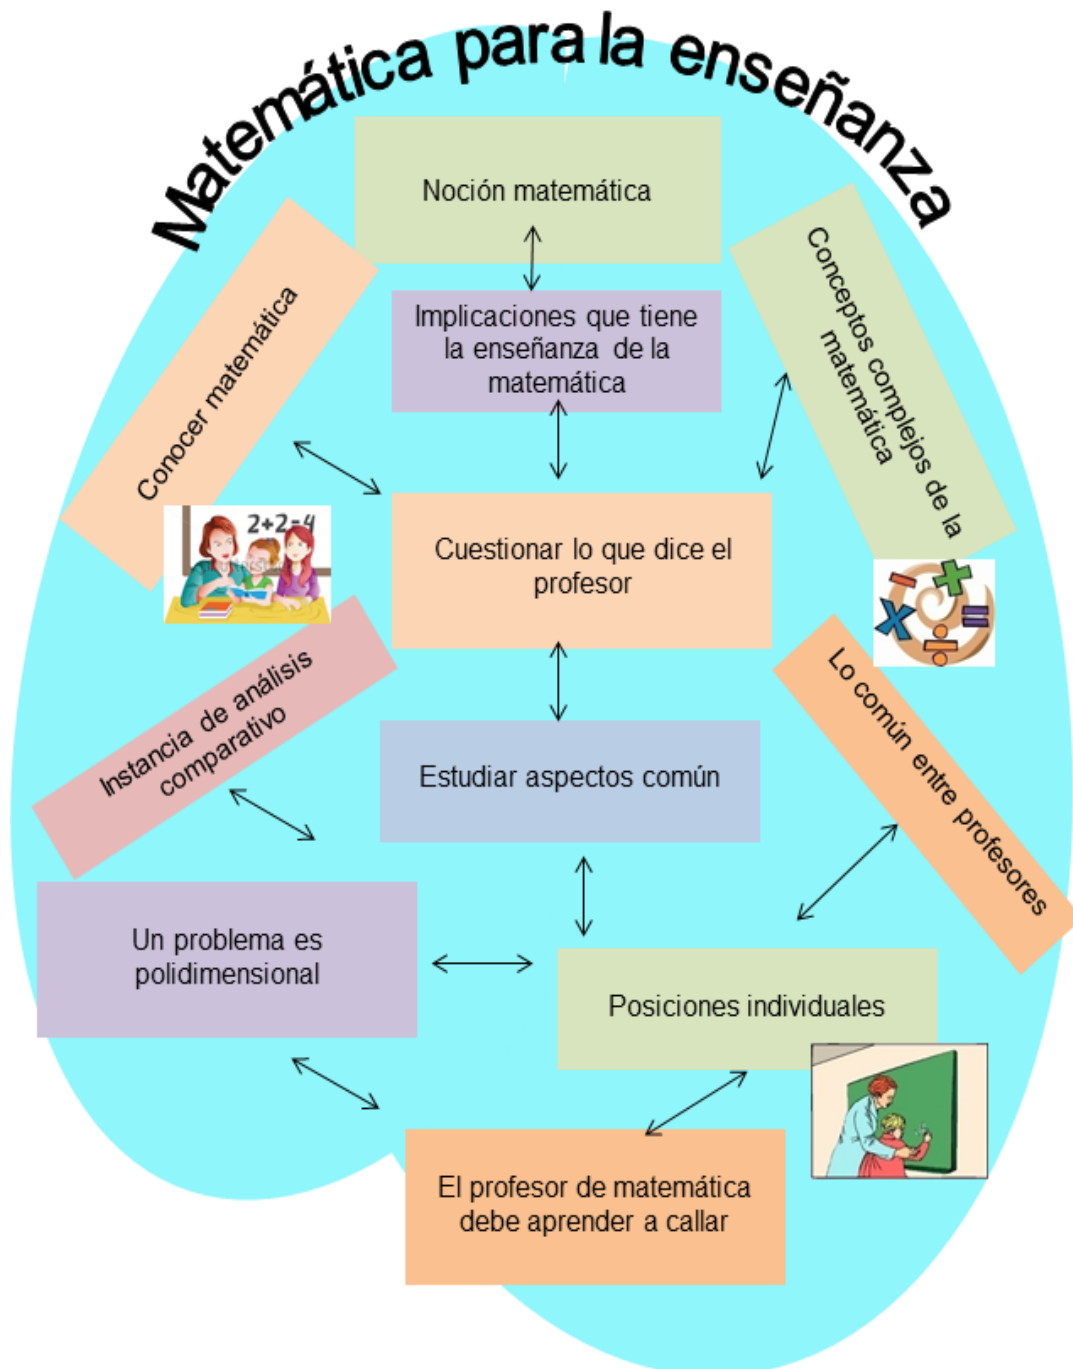 Matemática para la enseñanza
Noción matemática
Implicaciones que tiene
la enseñanza de la
matemática
Conocer matemática
Conceptos complejos de la
matemática
2+2=4
Cuestionar lo que dice el
profesor
Instancia de análisis
comparativo
Lo común entre profesores
Estudiar aspectos común
Un problema es
polidimensional
Posiciones individuales
El profesor de matemática
debe aprender a callar